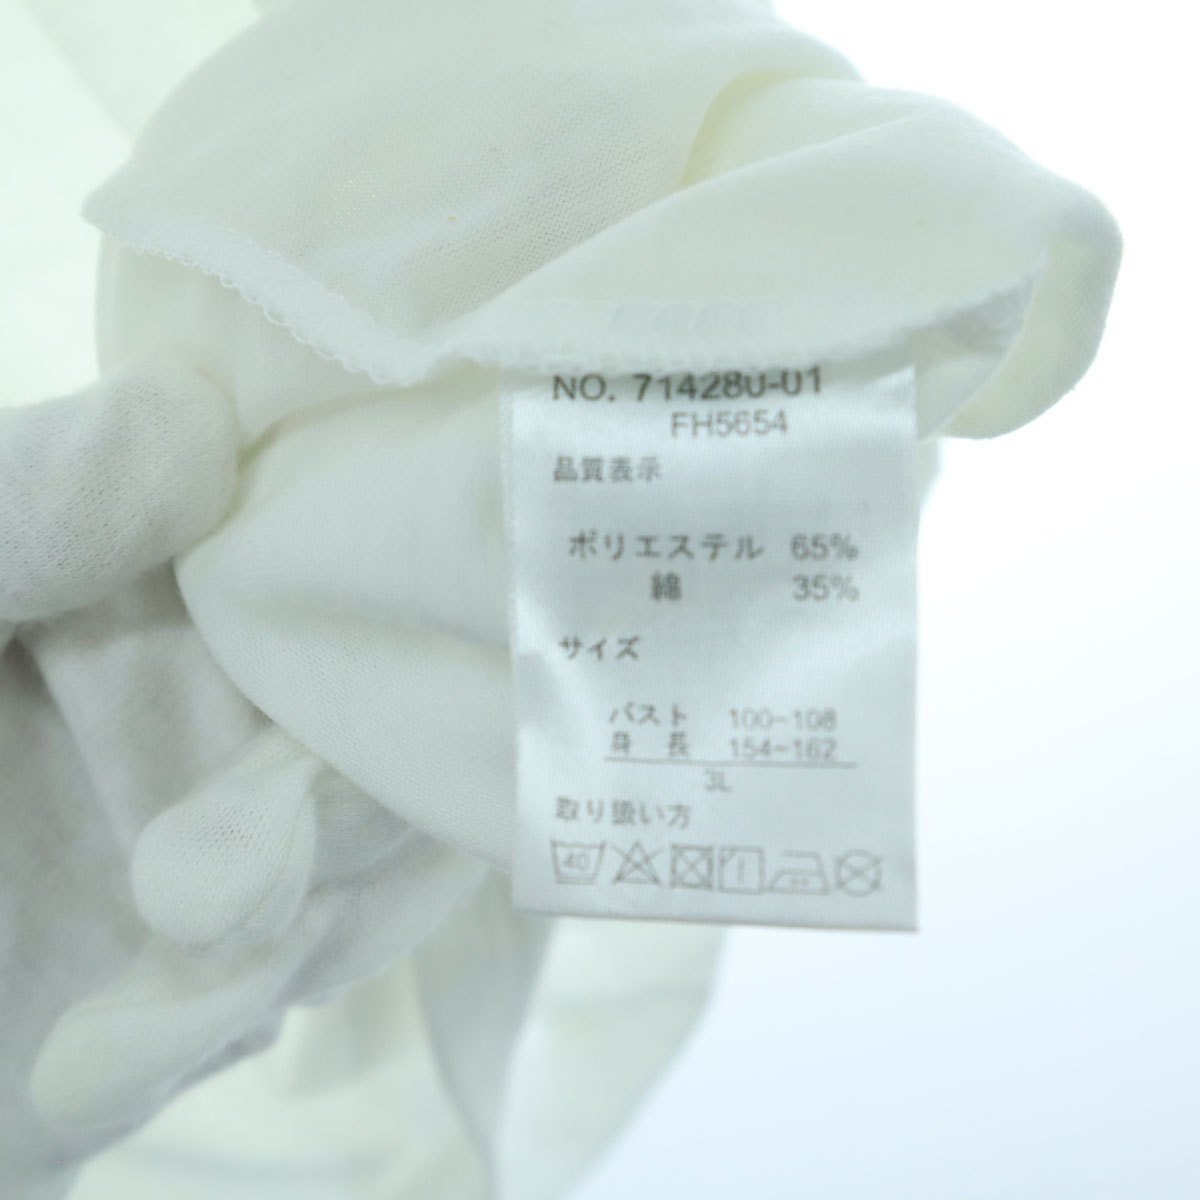 NO. 714280-01
FH5654
品質表示
ポリエステル 65%
綿 35%
サイズ
バスト 100~108
身 長 154~162
3L
取り扱い方
40